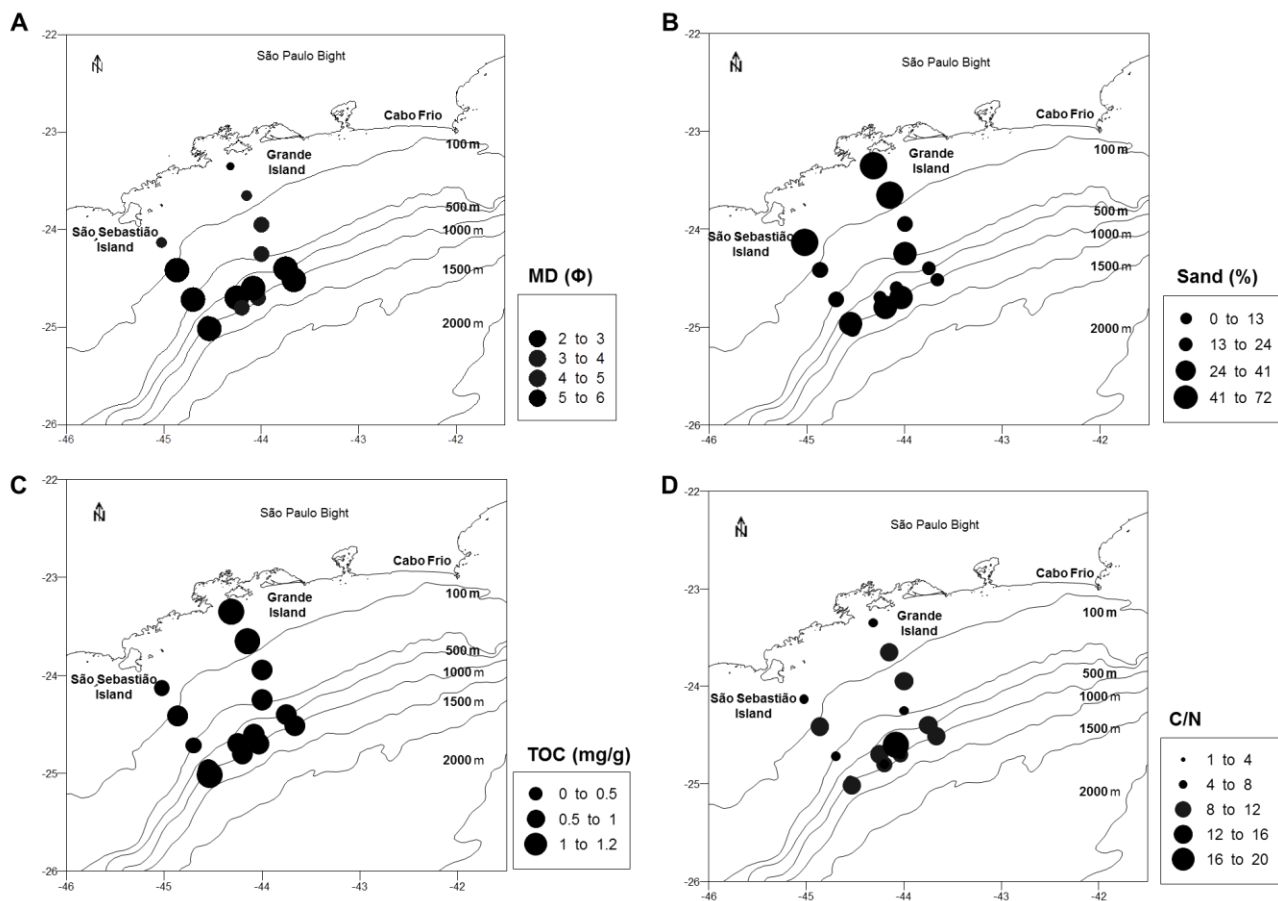 A
-22
São Paulo Bight
N
Cabo Frio
-23
100 m
Grande
Island
-24
500 m
São Sebastião
Island
1000 m
1500 m
-25
2000 m
-26
-46
-45
-44
-43
-42
MD (Φ)
2 to 3
3 to 4
4 to 5
5 to 6
B
-22
São Paulo Bight
N
Cabo Frio
-23
100 m
Grande
Island
-24
500 m
São Sebastião
Island
1000 m
1500 m
-25
2000 m
-26
-46
-45
-44
-43
-42
Sand (%)
0 to 13
13 to 24
24 to 41
41 to 72
C
-22
São Paulo Bight
N
Cabo Frio
-23
100 m
Grande
Island
-24
500 m
São Sebastião
Island
1000 m
1500 m
-25
2000 m
-26
-46
-45
-44
-43
-42
TOC (mg/g)
0 to 0.5
0.5 to 1
1 to 1.2
D
-22
São Paulo Bight
N
Cabo Frio
-23
100 m
Grande
Island
-24
500 m
São Sebastião
Island
1000 m
1500 m
-25
2000 m
-26
-46
-45
-44
-43
-42
C/N
1 to 4
4 to 8
8 to 12
12 to 16
16 to 20